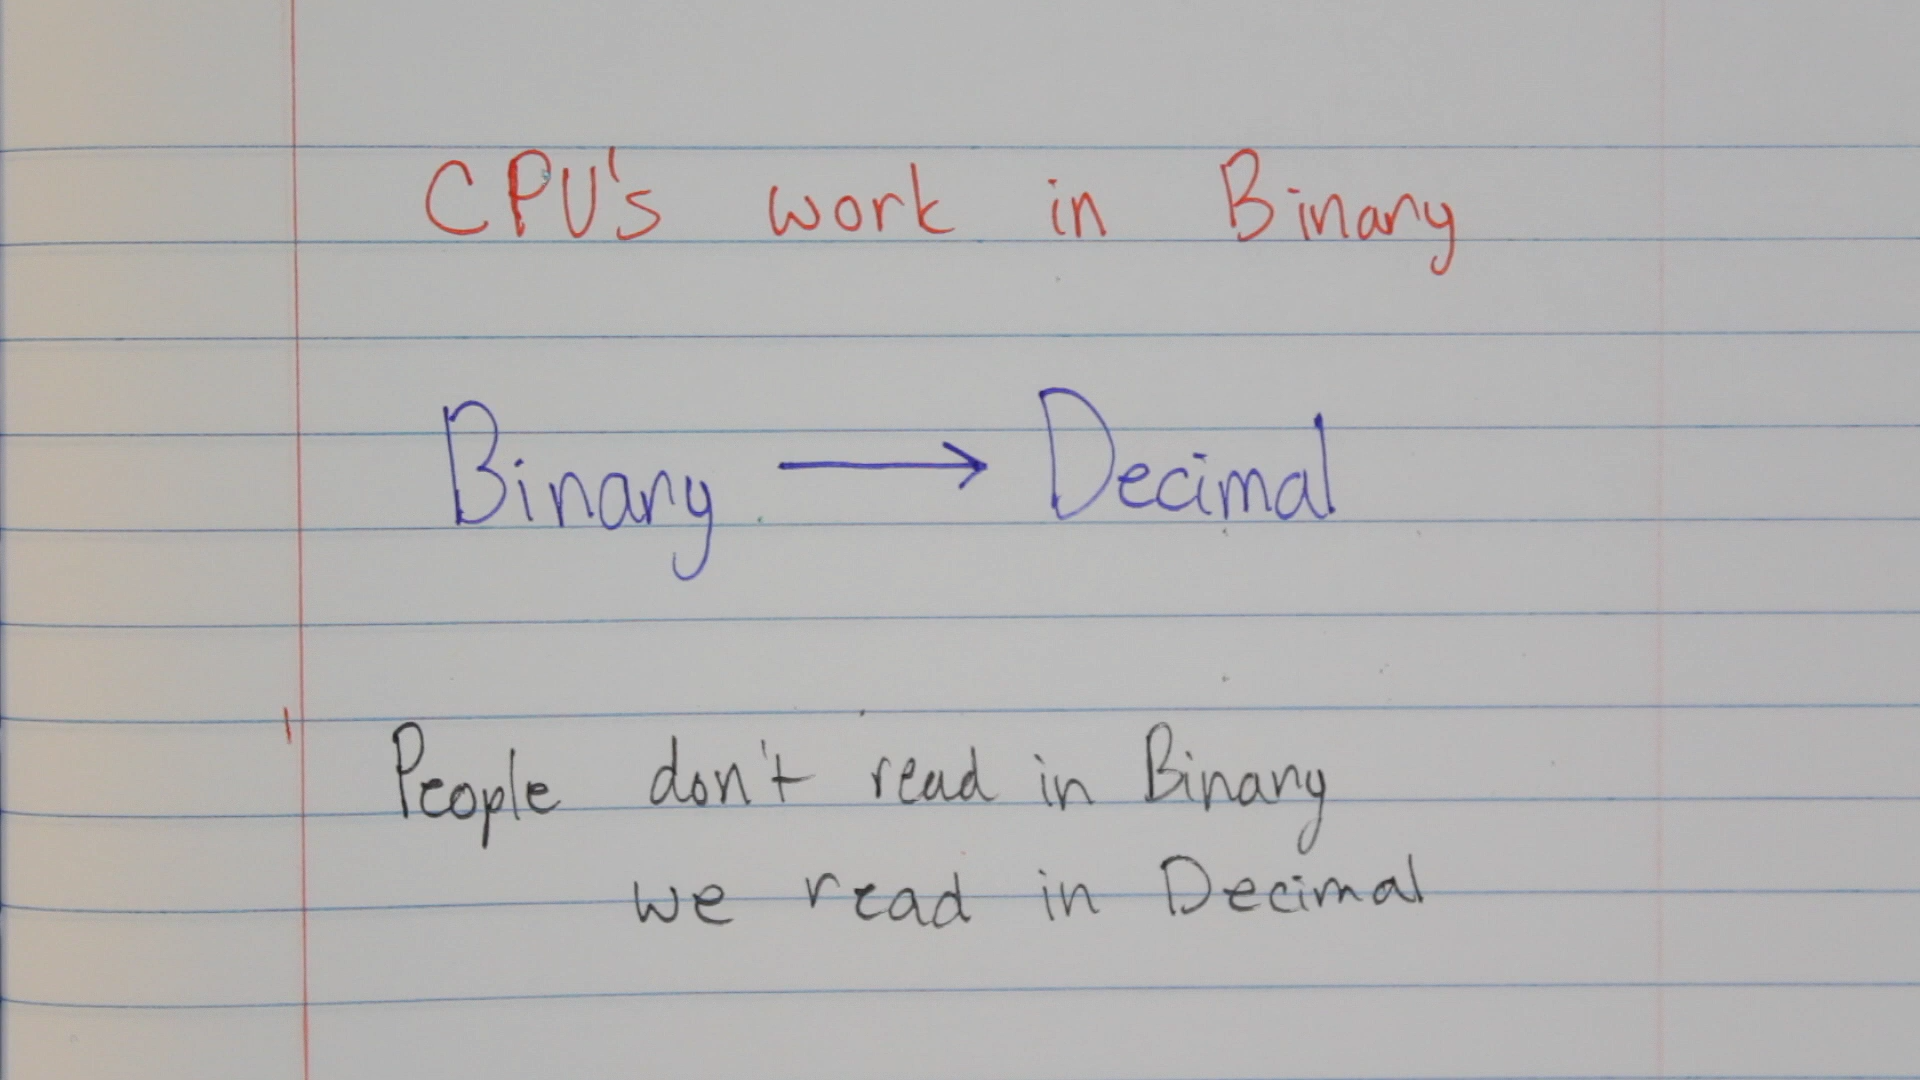 CPU's work in Binary
Binary → Decimal
People don't read in Binary
we read in Decimal